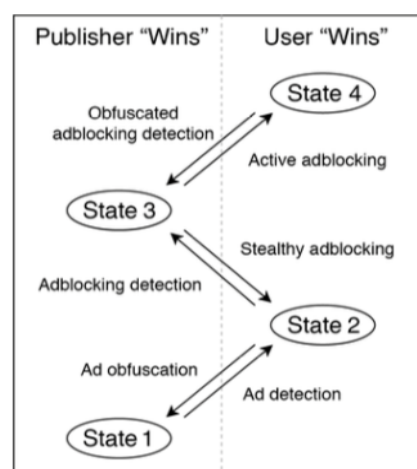 Publisher “Wins”
User “Wins”
State 4
Obfuscated
adblocking detection
Active adblocking
State 3
Stealthy adblocking
Adblocking detection
State 2
Ad obfuscation
Ad detection
State 1